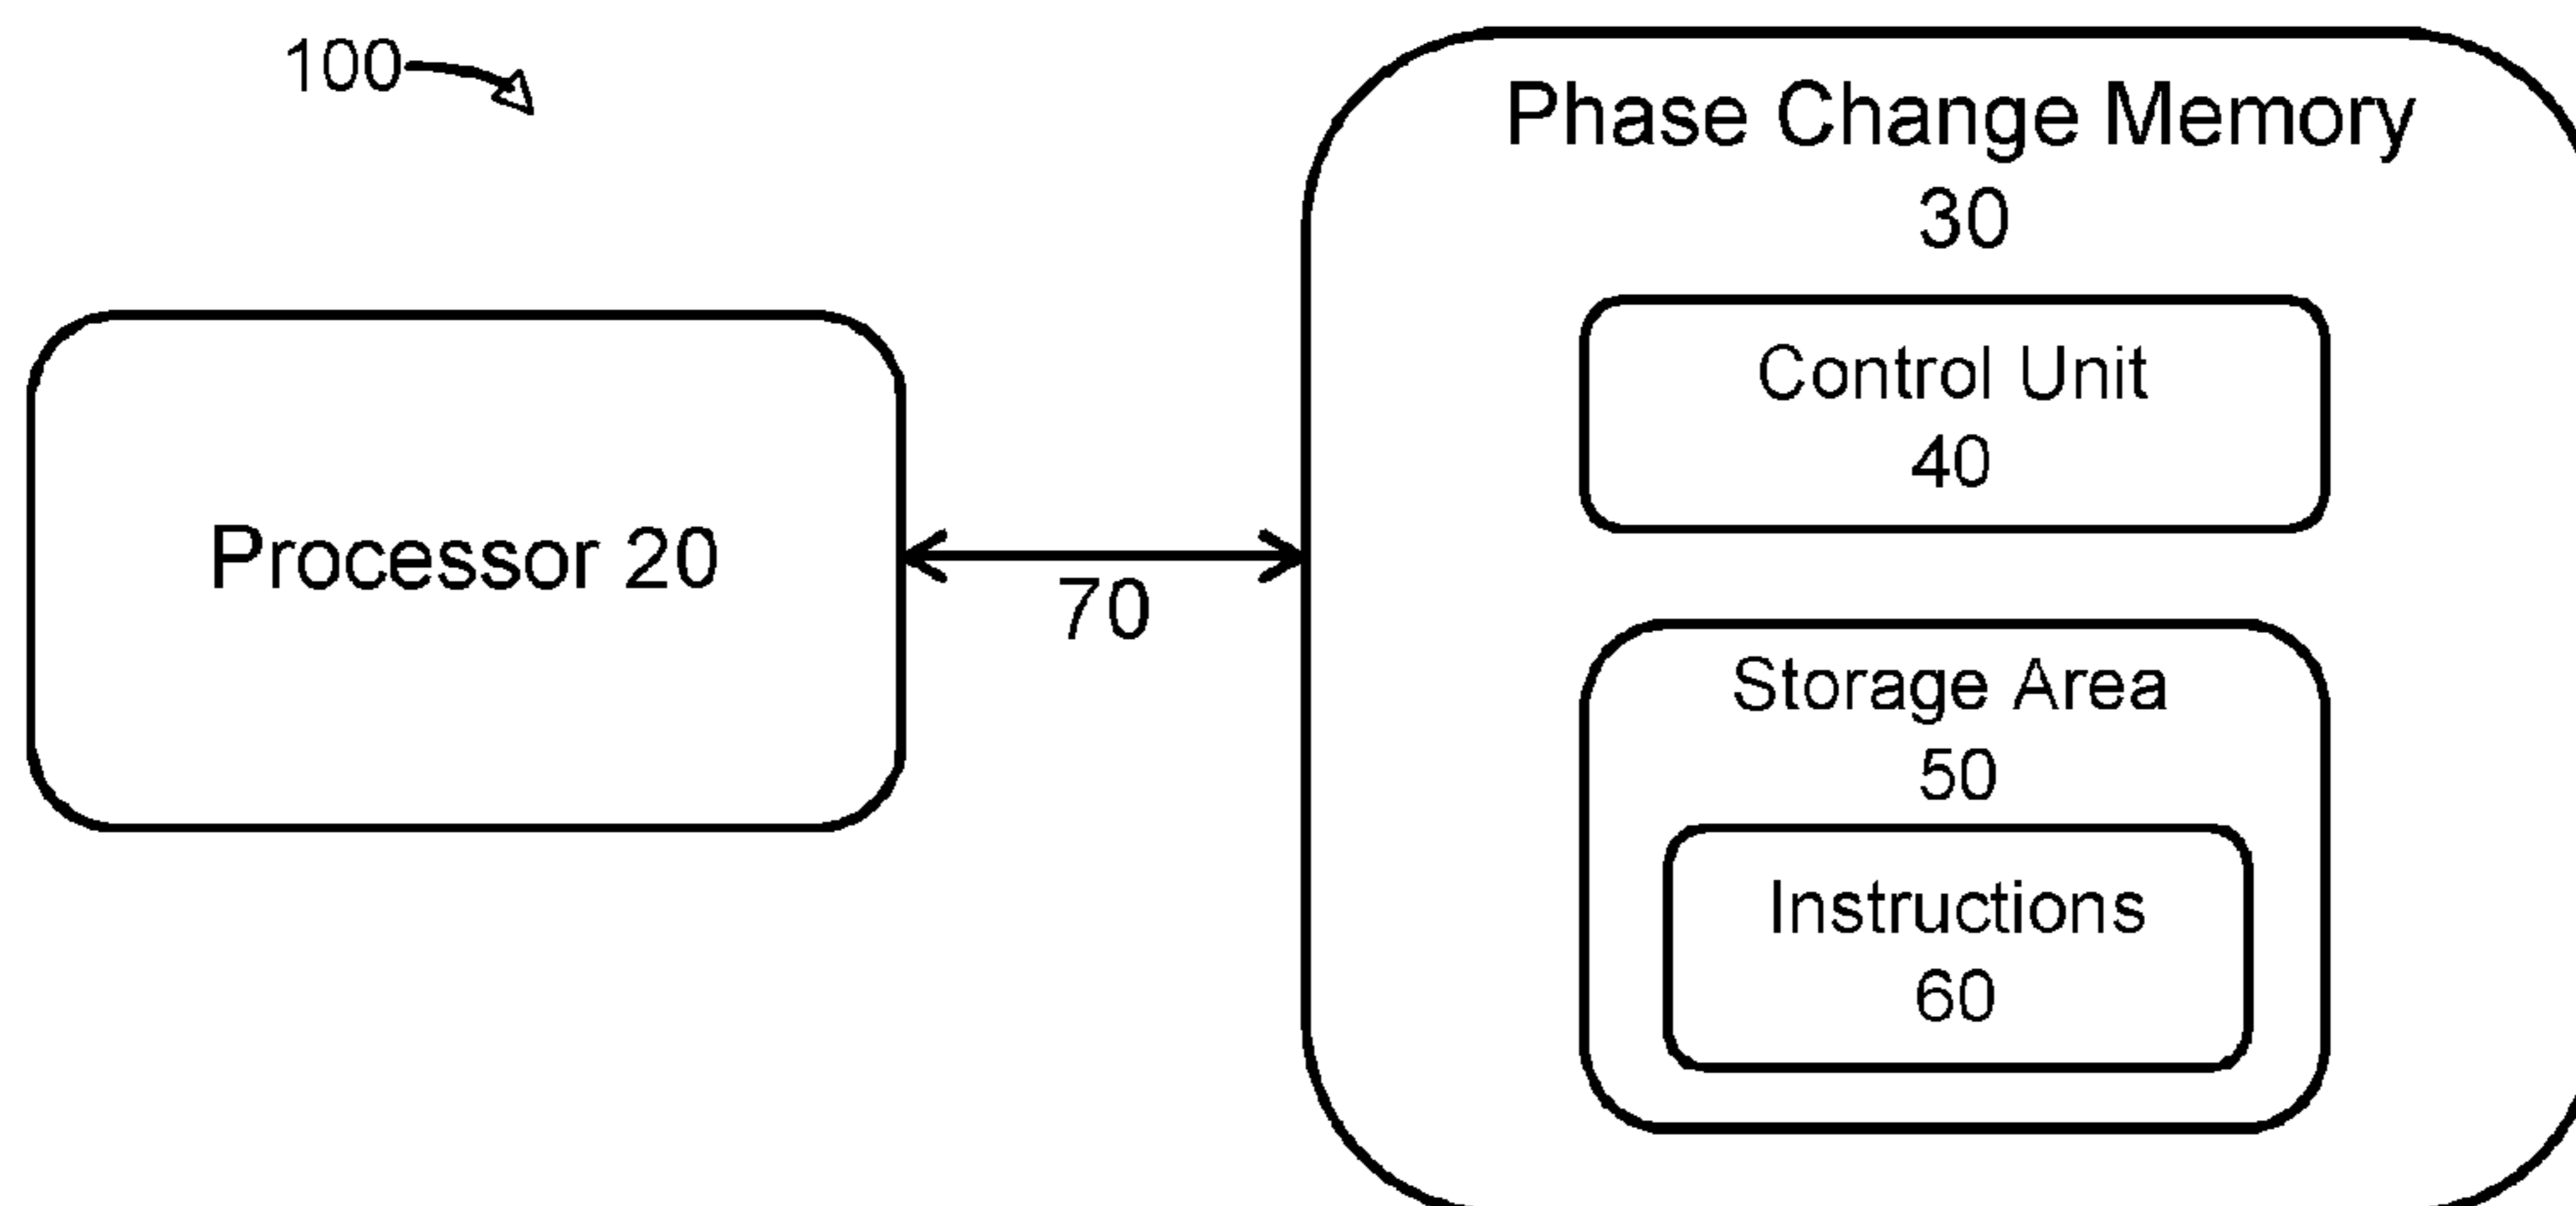 100
Phase Change Memory
30
Control Unit
40
Processor 20
70
Storage Area
50
Instructions
60